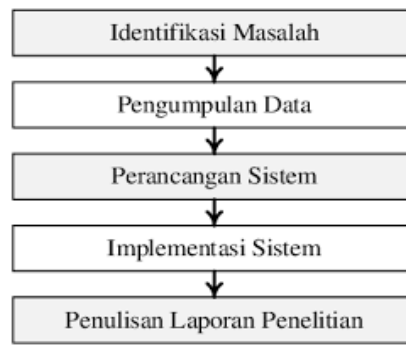 Identifikasi Masalah
Pengumpulan Data
Perancangan Sistem
Implementasi Sistem
Penulisan Laporan Penelitian